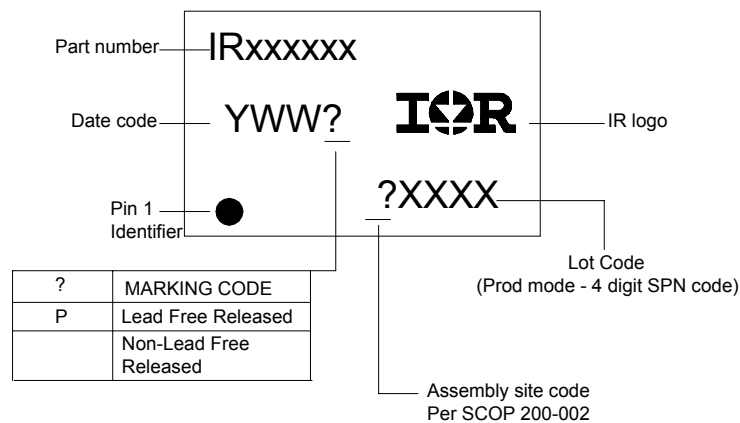 Part number
IRxxxxxx
Date code
YWW?
IOR
IR logo
?XXXX
Pin 1
Identifier
Lot Code
(Prod mode - 4 digit SPN code)
? MARKING CODE
P Lead Free Released
Non-Lead Free
Released
Assembly site code
Per SCOP 200-002